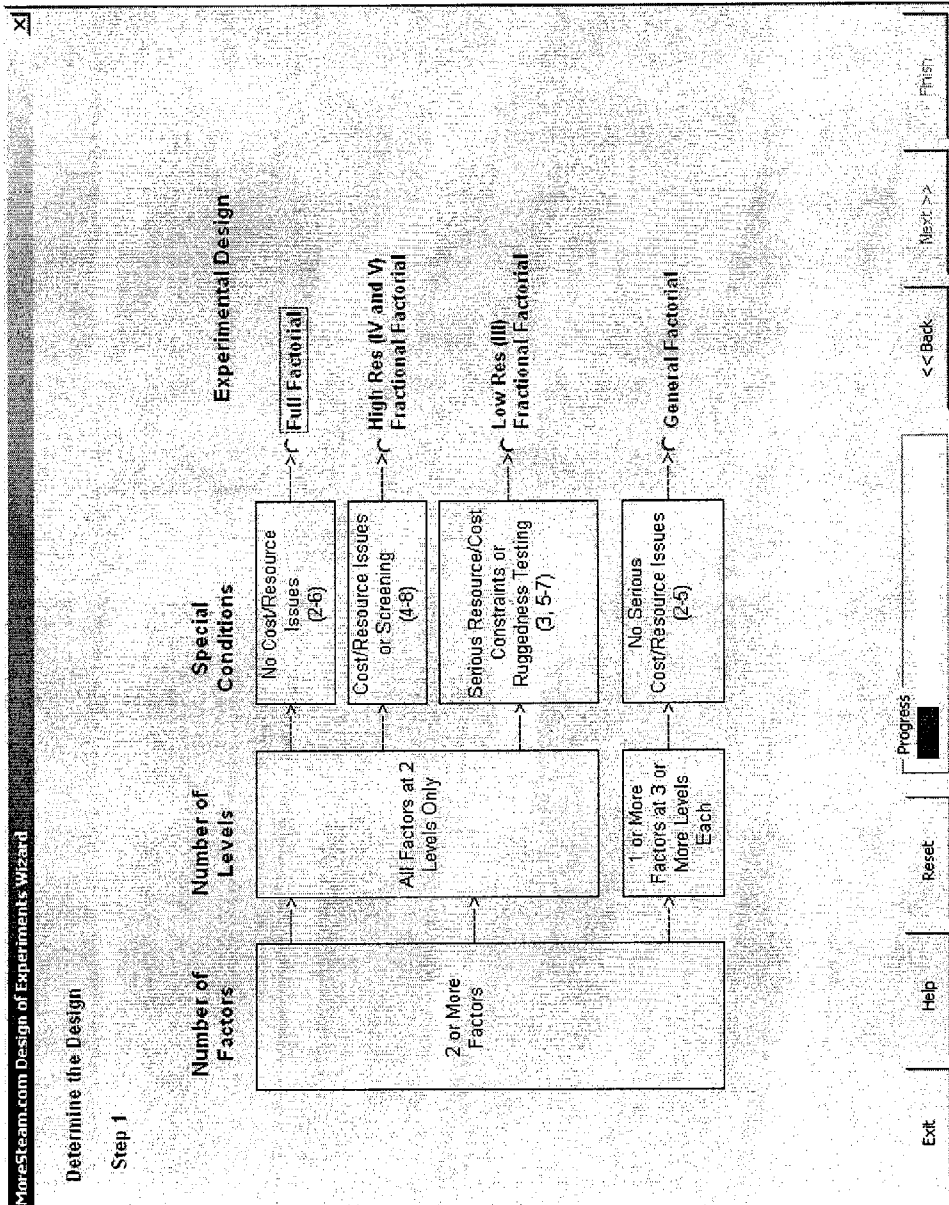 MoreSteam.com Design of Experiments Wizard
X
Determine the Design
Step 1
Number of
Factors
Number of
Levels
Special
Conditions
Experimental Design
2 or More
Factors
All Factors at 2
Levels Only
1 or More
Factors at 3 or
More Levels
Each
No Cost/Resource
Issues
(2-6)
Cost/Resource Issues
or Screening
(4-8)
Serious Resource/Cost
Constraints or
Ruggedness Testing
(3, 5-7)
No Serious
Cost/Resource Issues
(2-5)
Full Factorial
High Res (IV and V)
Fractional Factorial
Low Res (III)
Fractional Factorial
General Factorial
Exit
Help
Reset
Progress
<< Back
Next >>
Finish